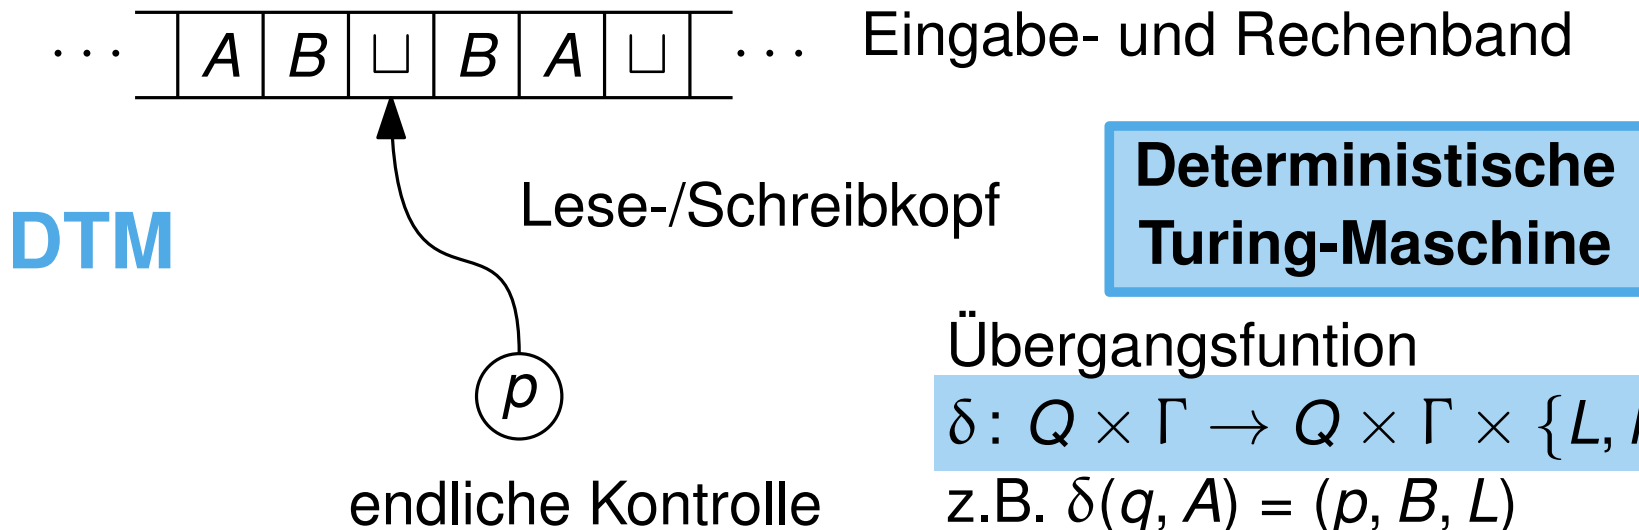 ··· A B ⊔ B A ⊔ ··· Eingabe- und Rechenband
Lese-/Schreibkopf
DTM
p
endliche Kontrolle
Deterministische
Turing-Maschine
Übergangsfuntion
δ: Q × Γ → Q × Γ × {L,
z.B. δ(q, A) = (p, B, L)